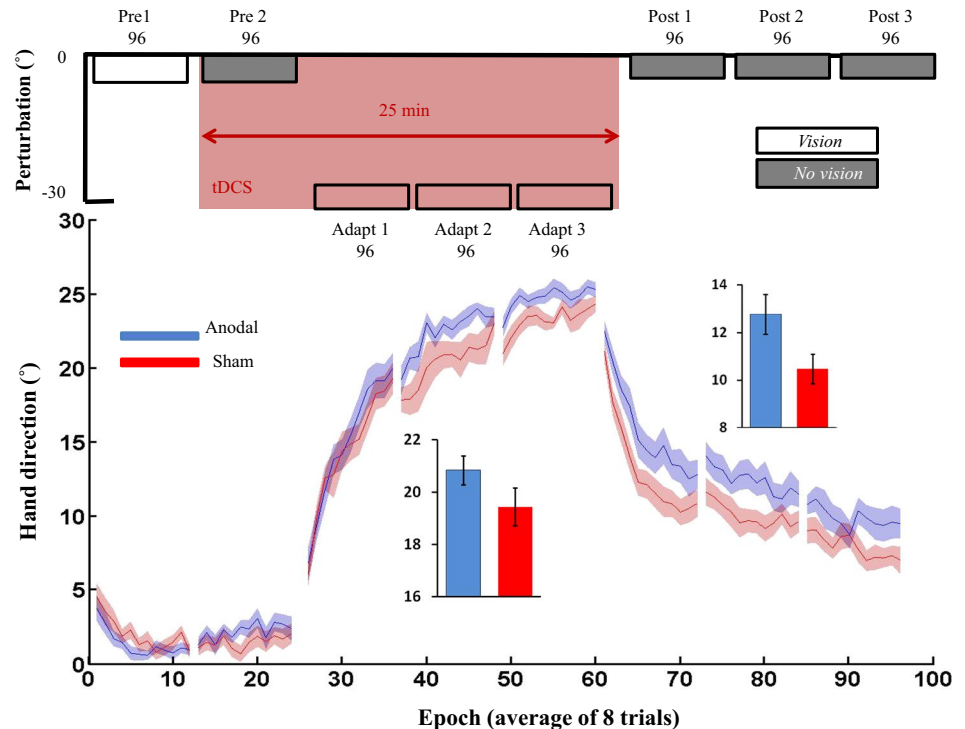 Pre1
96
Pre 2
96
Post 1
96
Post 2
96
Post 3
96
Perturbation (°)
0
-30
25 min
tDCS
Vision
No vision
Adapt 1
96
Adapt 2
96
Adapt 3
96
Hand direction (°)
30
25
20
15
10
5
0
Anodal
Sham
22
20
18
16
14
12
10
8
0 10 20 30 40 50 60 70 80 90 100
Epoch (average of 8 trials)